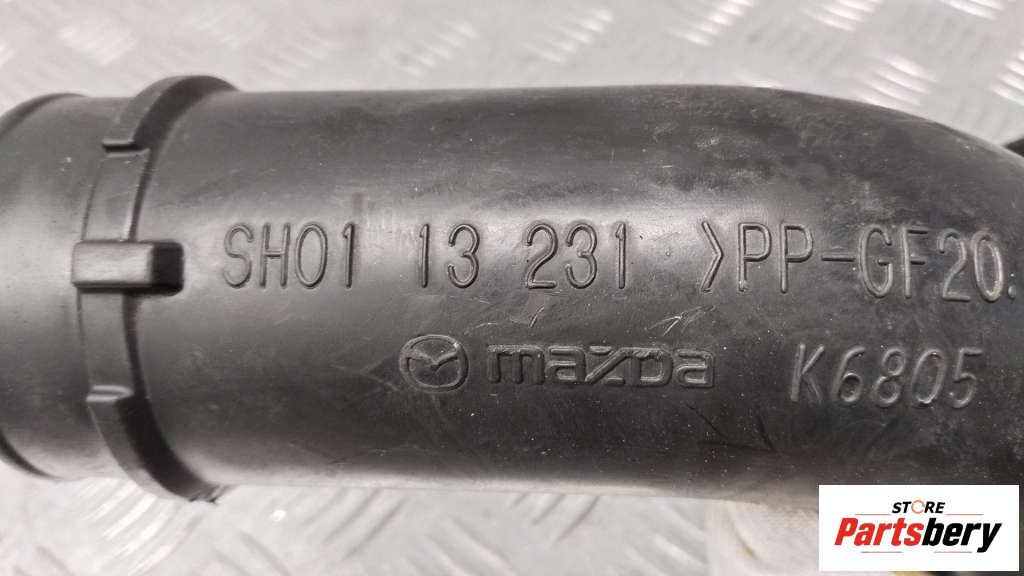 SH01 13 231 >PP-GF20.
mazda K6805
STORE
Partsbery